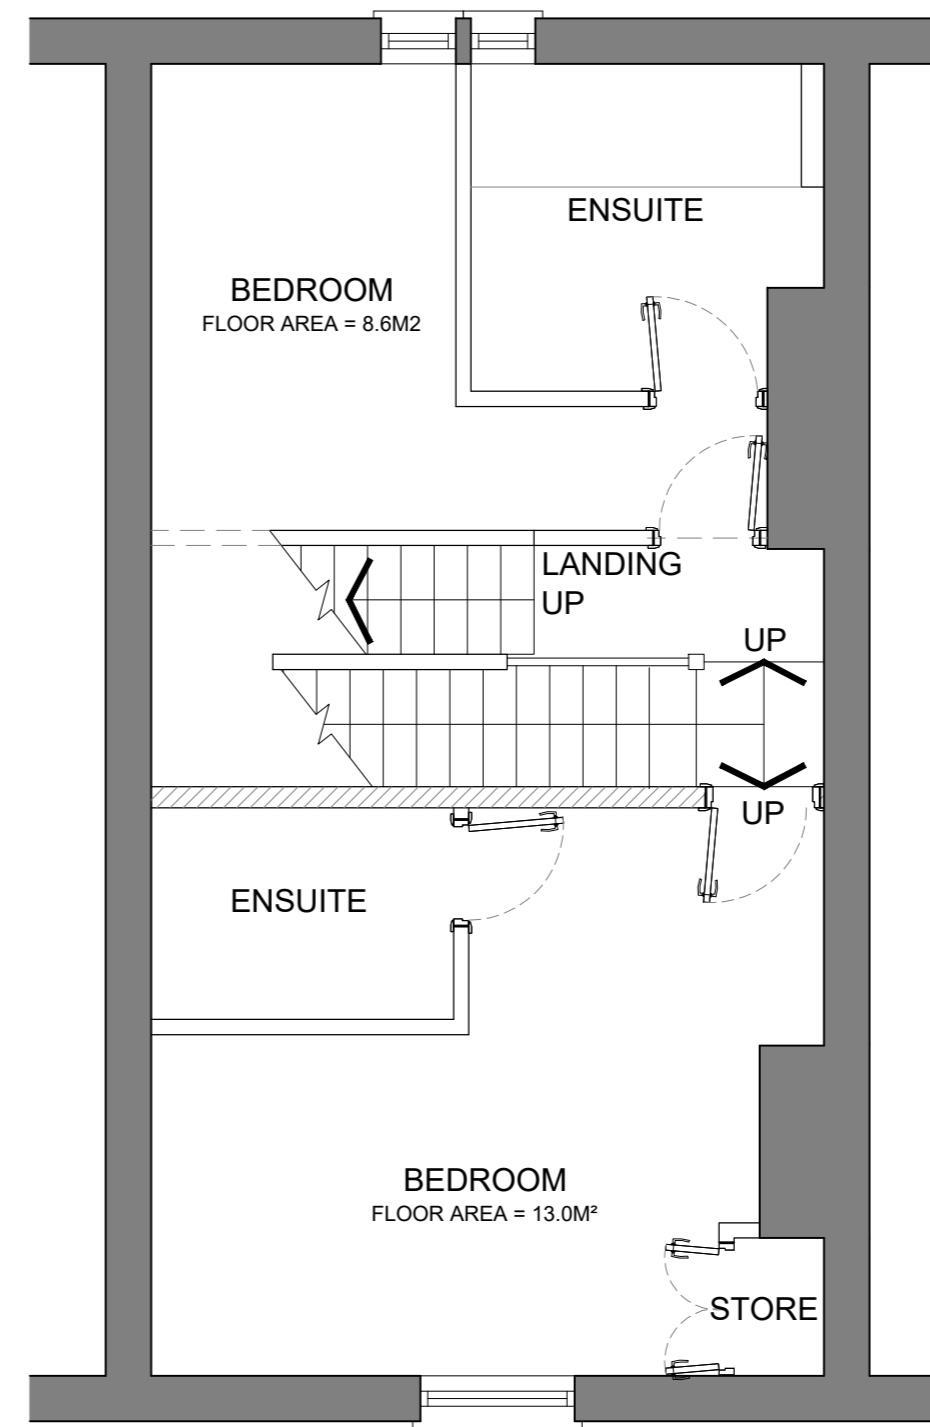 ENSUITE
BEDROOM
FLOOR AREA = 8.6M2
LANDING
UP
UP
UP
ENSUITE
BEDROOM
FLOOR AREA = 13.0M²
STORE